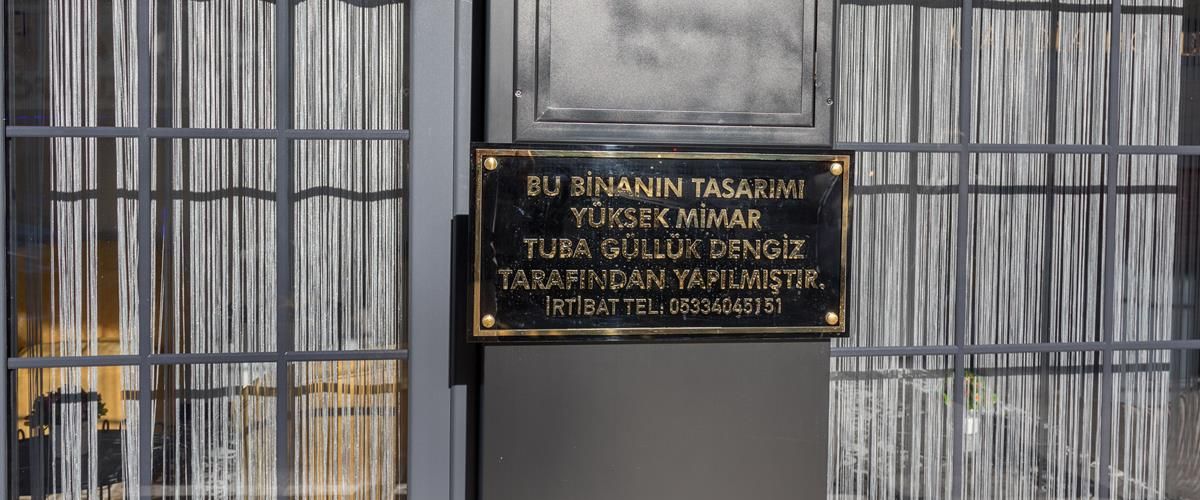 BU BİNANIN TASARIMI
YÜKSEK MİMAR
TUBA GÜLLÜK DENGİZ
TARAFINDAN YAPILMIŞTIR.
İRTİBAT TEL: 05334045151